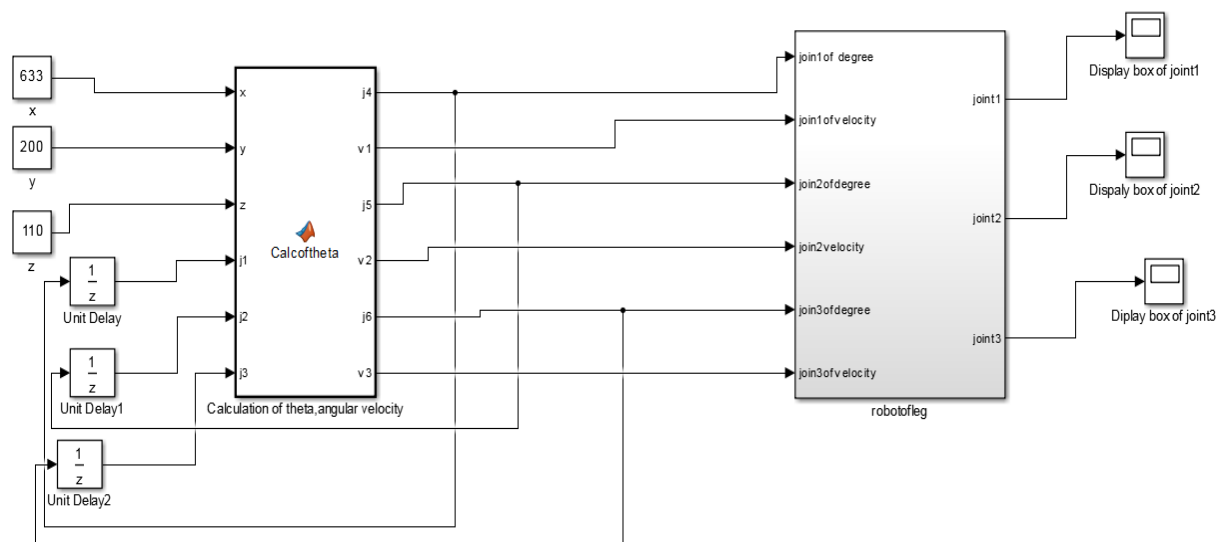 633
x
200
y
110
z
1
z
Unit Delay
1
z
Unit Delay1
1
z
Unit Delay2
x
y
z
j1
j2
j3
Calcoftheta
j4
v1
j5
v2
j6
v3
Calculation of theta,angular velocity
join1of degree
join1ofvelocity
join2ofdegree
join2velocity
join3ofdegree
join3ofvelocity
joint1
joint2
joint3
robotofleg
Display box of joint1
Dispaly box of joint2
Diplay box of joint3